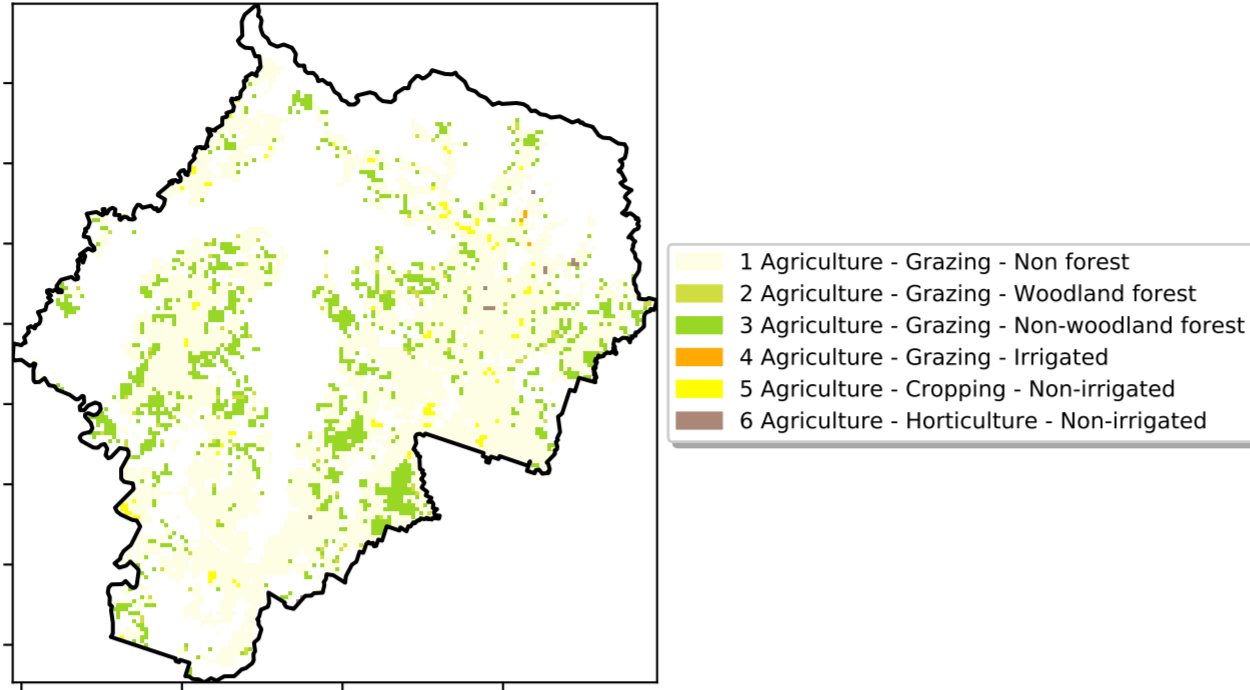 1 Agriculture - Grazing - Non forest
2 Agriculture - Grazing - Woodland forest
3 Agriculture - Grazing - Non-woodland forest
4 Agriculture - Grazing - Irrigated
5 Agriculture - Cropping - Non-irrigated
6 Agriculture - Horticulture - Non-irrigated